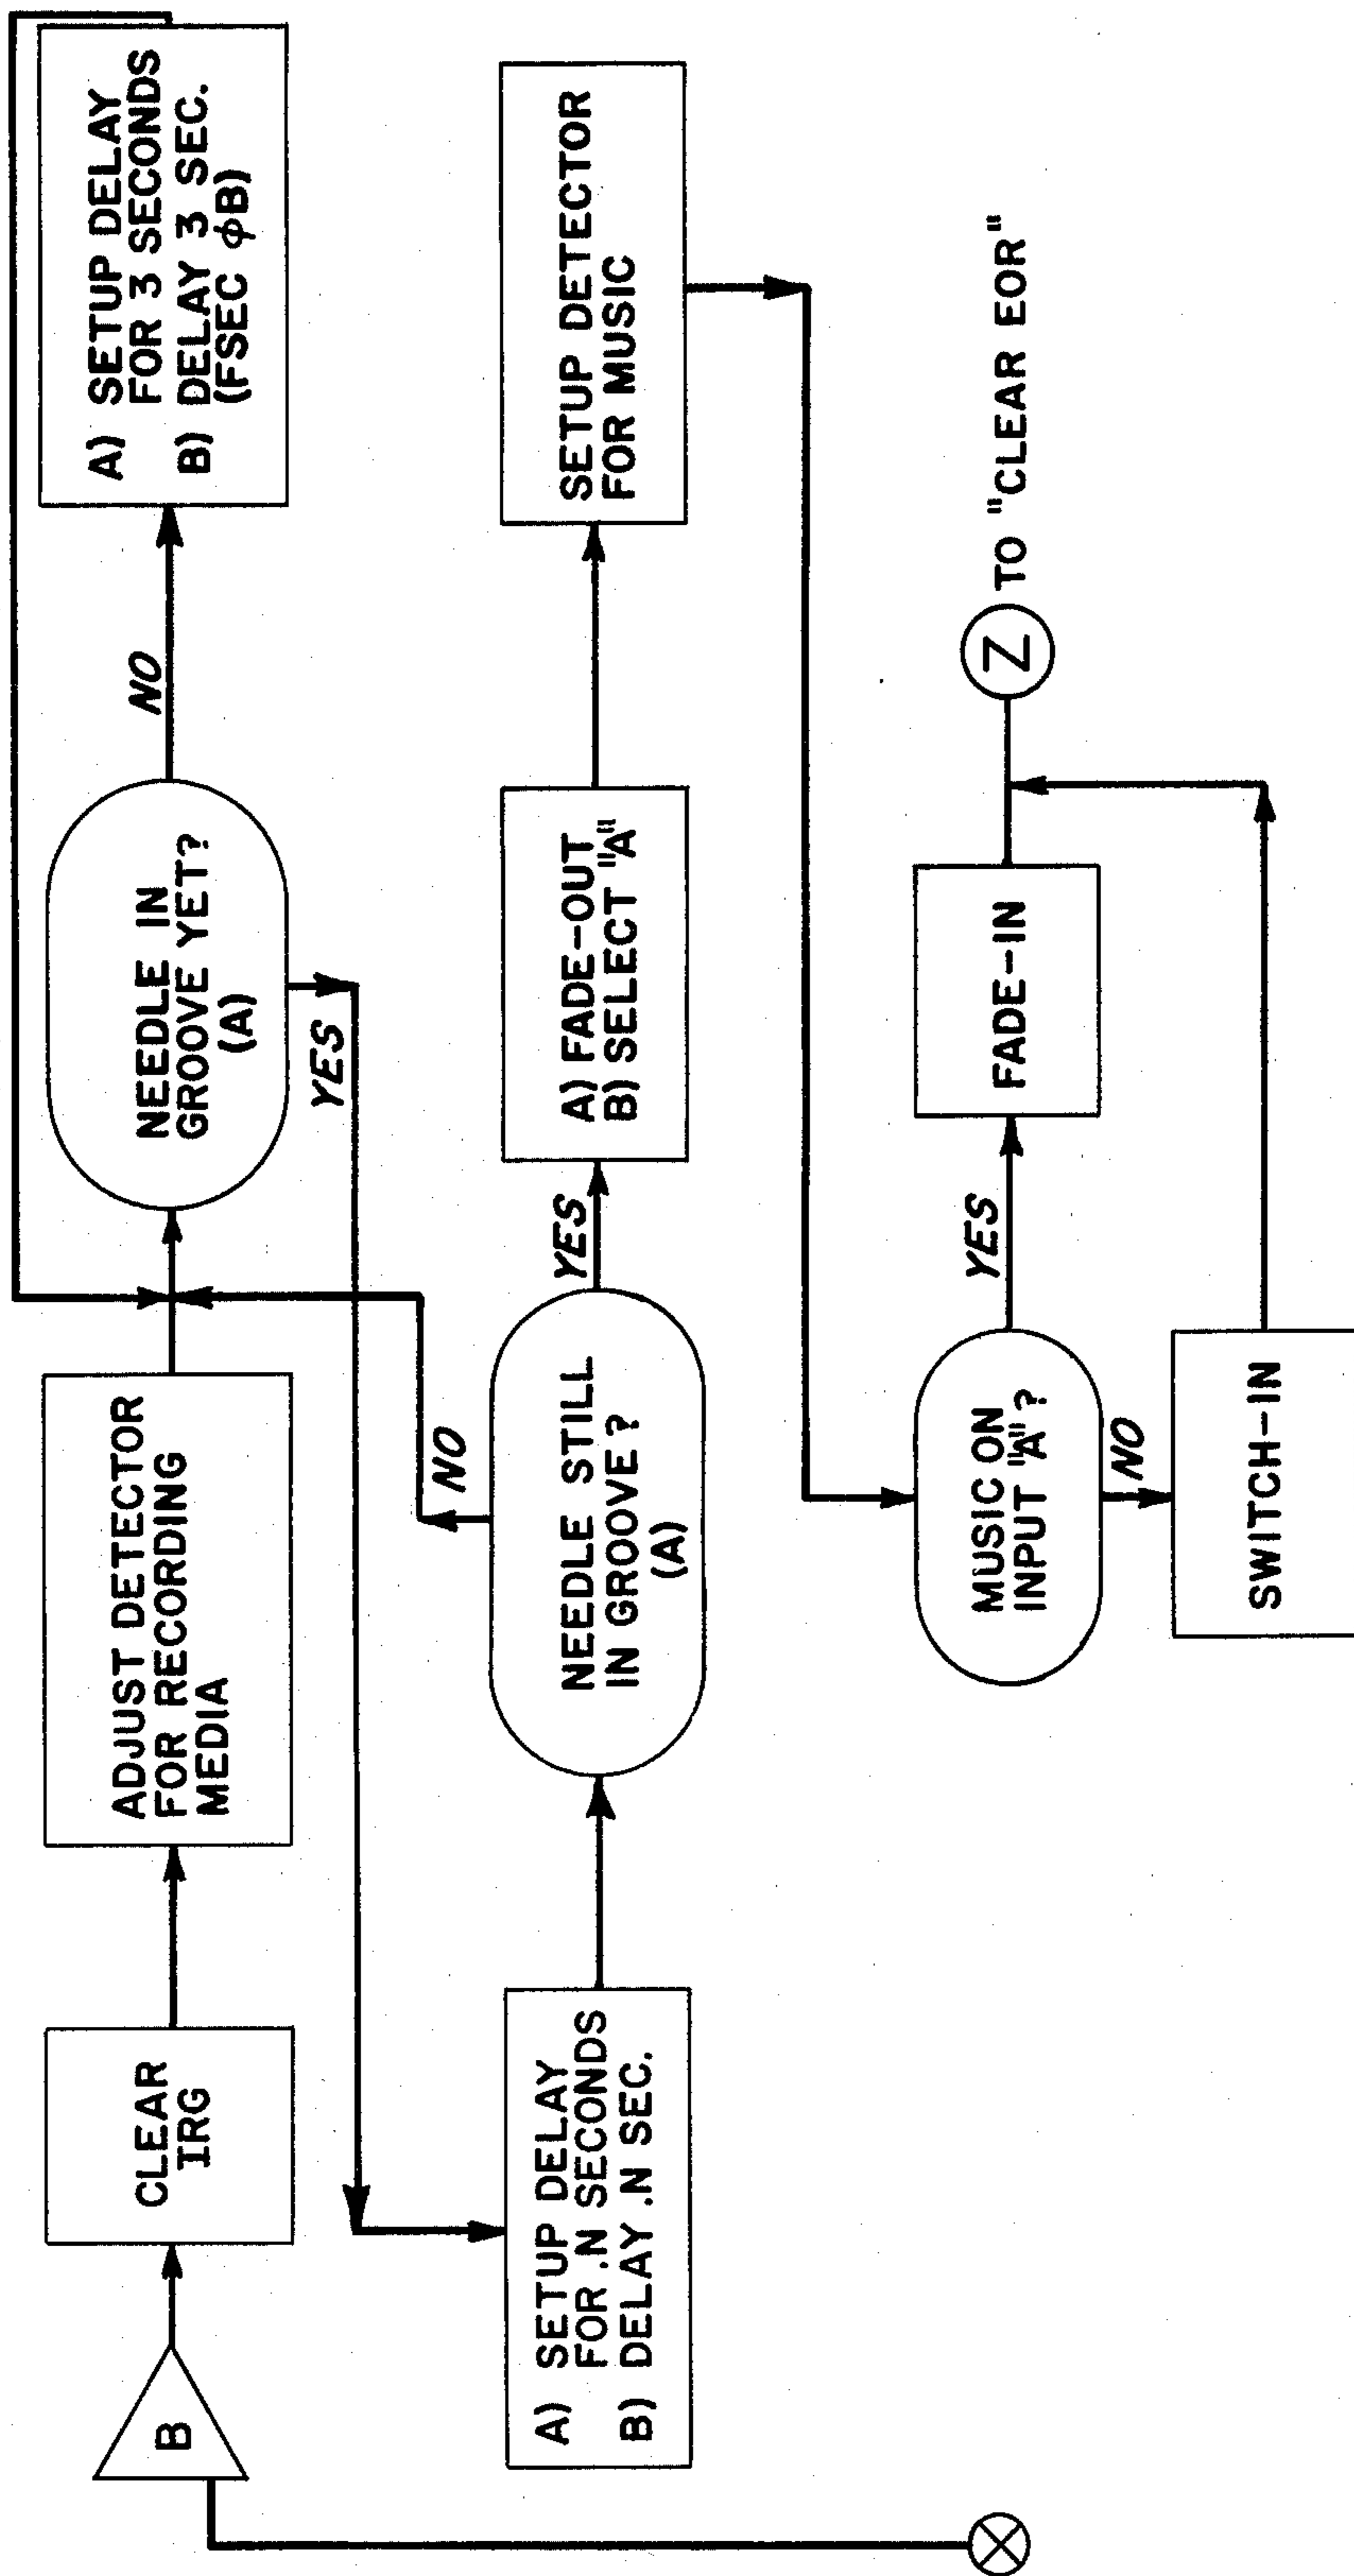 B
CLEAR
IRG
ADJUST DETECTOR
FOR RECORDING
MEDIA
NEEDLE IN
GROOVE YET?
(A)
NO
A) SETUP DELAY
FOR 3 SECONDS
B) DELAY 3 SEC.
(FSEC ϕB)
YES
A) SETUP DELAY
FOR .N SECONDS
B) DELAY .N SEC.
NEEDLE STILL
IN GROOVE?
(A)
NO
YES
A) FADE-OUT
B) SELECT "A"
SETUP DETECTOR
FOR MUSIC
MUSIC ON
INPUT "A"?
YES
NO
FADE-IN
SWITCH-IN
Z TO "CLEAR EOR"